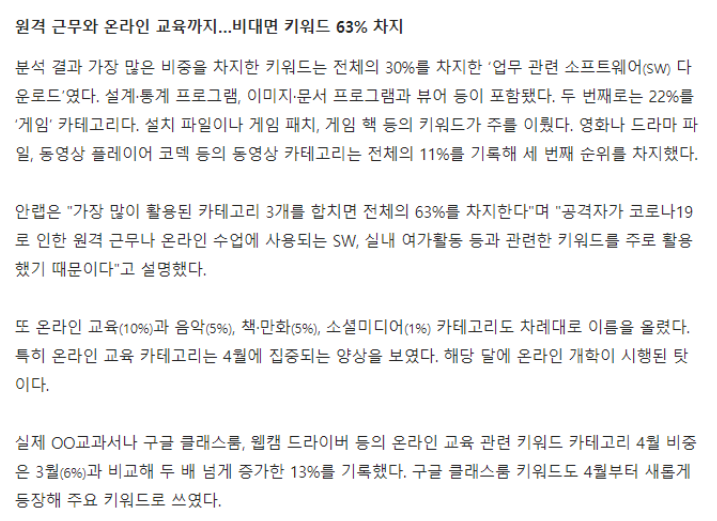 원격 근무와 온라인 교육까지...비대면 키워드 63% 차지
분석 결과 가장 많은 비중을 차지한 키워드는 전체의 30%를 차지한 ‘업무 관련 소프트웨어(SW) 다
운로드’였다. 설계·통계 프로그램, 이미지·문서 프로그램과 뷰어 등이 포함됐다. 두 번째로는 22%를
‘게임’ 카테고리다. 설치 파일이나 게임 패치, 게임 핵 등의 키워드가 주를 이뤘다. 영화나 드라마 파
일, 동영상 플레이어 코덱 등의 동영상 카테고리는 전체의 11%를 기록해 세 번째 순위를 차지했다.
안랩은 "가장 많이 활용된 카테고리 3개를 합치면 전체의 63%를 차지한다"며 "공격자가 코로나19
로 인한 원격 근무나 온라인 수업에 사용되는 SW, 실내 여가활동 등과 관련한 키워드를 주로 활용
했기 때문이다"고 설명했다.
또 온라인 교육(10%)과 음악(5%), 책·만화(5%), 소셜미디어(1%) 카테고리도 차례대로 이름을 올렸다.
특히 온라인 교육 카테고리는 4월에 집중되는 양상을 보였다. 해당 달에 온라인 개학이 시행된 탓
이다.
실제 OO교과서나 구글 클래스룸, 웹캠 드라이버 등의 온라인 교육 관련 키워드 카테고리 4월 비중
은 3월(6%)과 비교해 두 배 넘게 증가한 13%를 기록했다. 구글 클래스룸 키워드도 4월부터 새롭게
등장해 주요 키워드로 쓰였다.